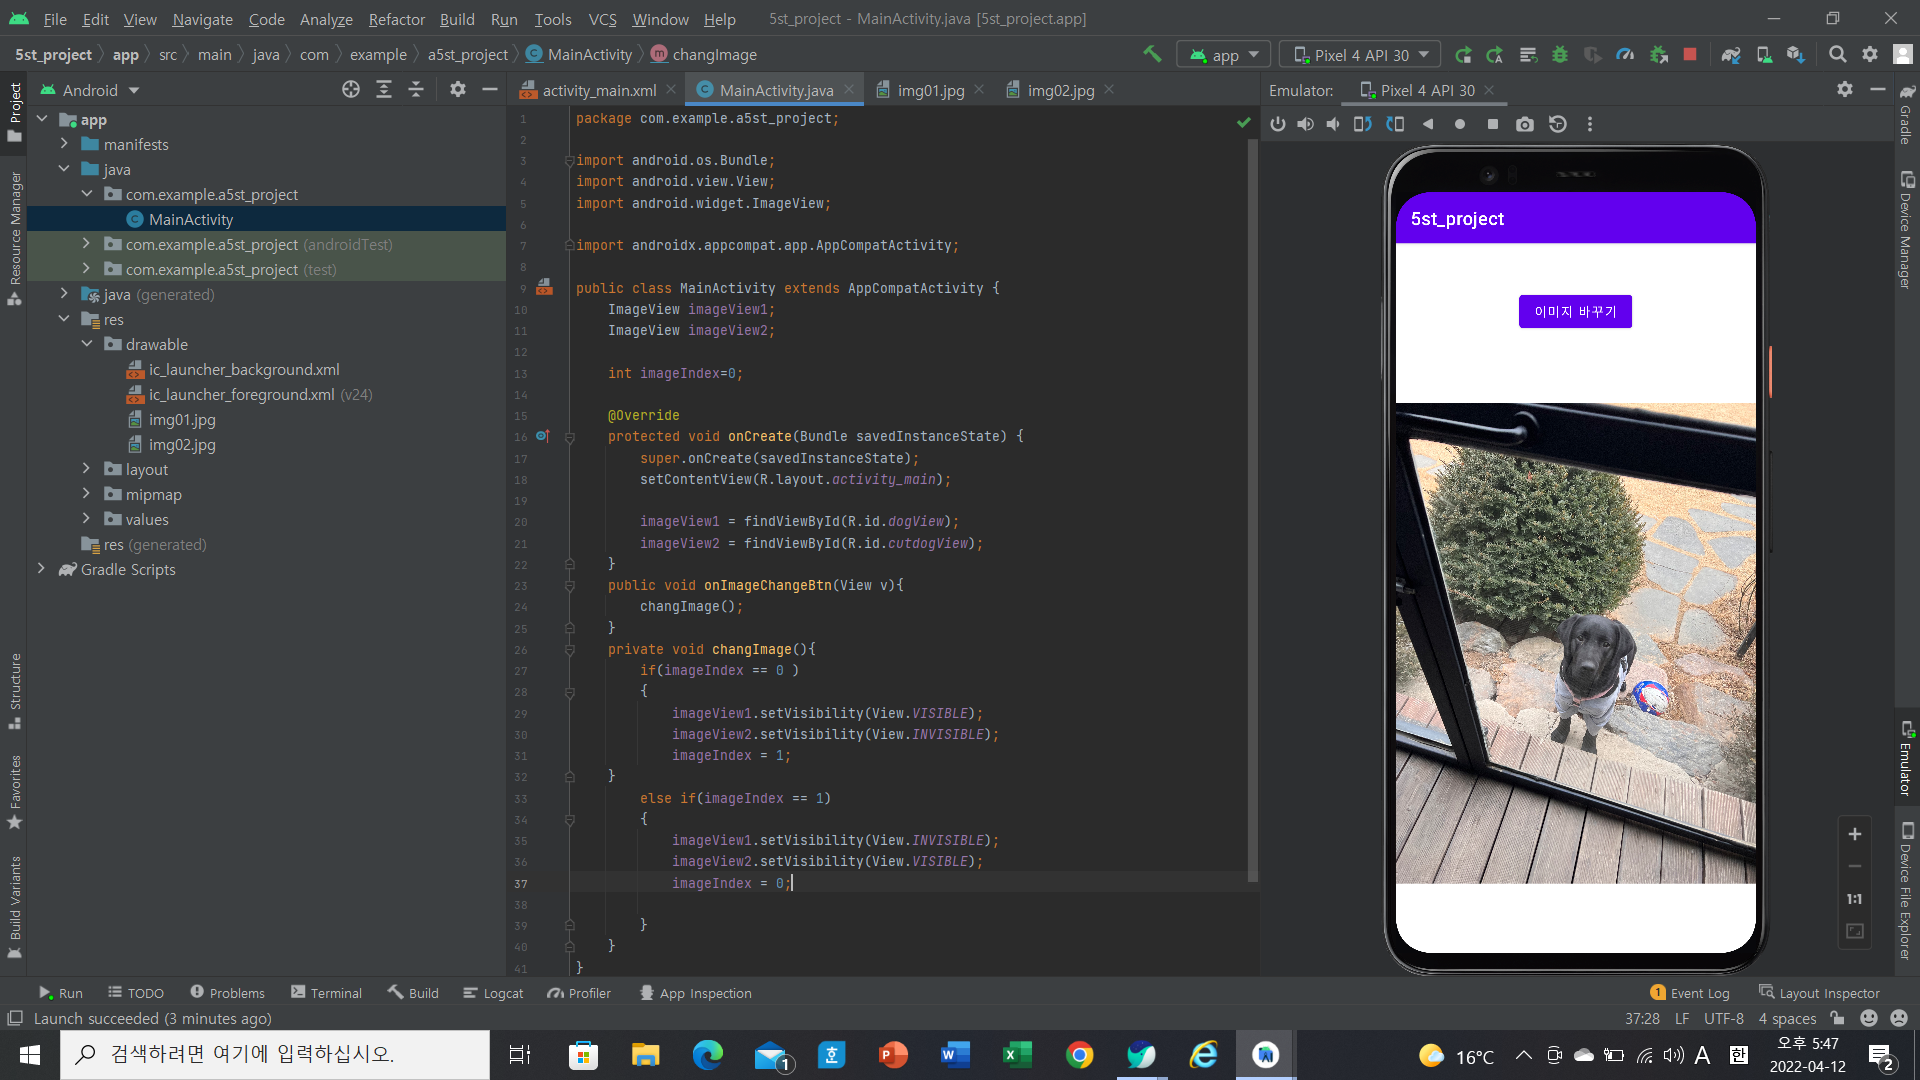 File Edit View Navigate Code Analyze Refactor Build Run Tools VCS Window Help 5st_project - MainActivity.java [5st_project.app]
5st_project app src main java com example a5st_project MainActivity changImage app Pixel 4 API 30
Project
Resource Manager
Structure
Favorites
Build Variants
Android
app
manifests
java
com.example.a5st_project
MainActivity
com.example.a5st_project (androidTest)
com.example.a5st_project (test)
java (generated)
res
drawable
ic_launcher_background.xml
ic_launcher_foreground.xml (v24)
img01.jpg
img02.jpg
layout
mipmap
values
res (generated)
Gradle Scripts
activity_main.xml MainActivity.java img01.jpg img02.jpg
1 package com.example.a5st_project;
2
3 import android.os.Bundle;
4 import android.view.View;
5 import android.widget.ImageView;
6
7 import androidx.appcompat.app.AppCompatActivity;
8
9 public class MainActivity extends AppCompatActivity {
10 ImageView imageView1;
11 ImageView imageView2;
12
13 int imageIndex=0;
14
15 @Override
16 protected void onCreate(Bundle savedInstanceState) {
17 super.onCreate(savedInstanceState);
18 setContentView(R.layout.activity_main);
19
20 imageView1 = findViewById(R.id.dogView);
21 imageView2 = findViewById(R.id.cutdogView);
22 }
23 public void onImageChangeBtn(View v){
24 changImage();
25 }
26 private void changImage(){
27 if(imageIndex == 0 )
28 {
29 imageView1.setVisibility(View.VISIBLE);
30 imageView2.setVisibility(View.INVISIBLE);
31 imageIndex = 1;
32 }
33 else if(imageIndex == 1)
34 {
35 imageView1.setVisibility(View.INVISIBLE);
36 imageView2.setVisibility(View.VISIBLE);
37 imageIndex = 0;
38
39 }
40 }
41 }
Emulator: Pixel 4 API 30
5st_project
이미지 바꾸기
1:1
Gradle
Device Manager
Emulator
Device File Explorer
Run TODO Problems Terminal Build Logcat Profiler App Inspection 1 Event Log Layout Inspector
Launch succeeded (3 minutes ago) 37:28 LF UTF-8 4 spaces
검색하려면 여기에 입력하십시오. 1 호 P W X 16°C A 한 오후 5:47
2022-04-12 2